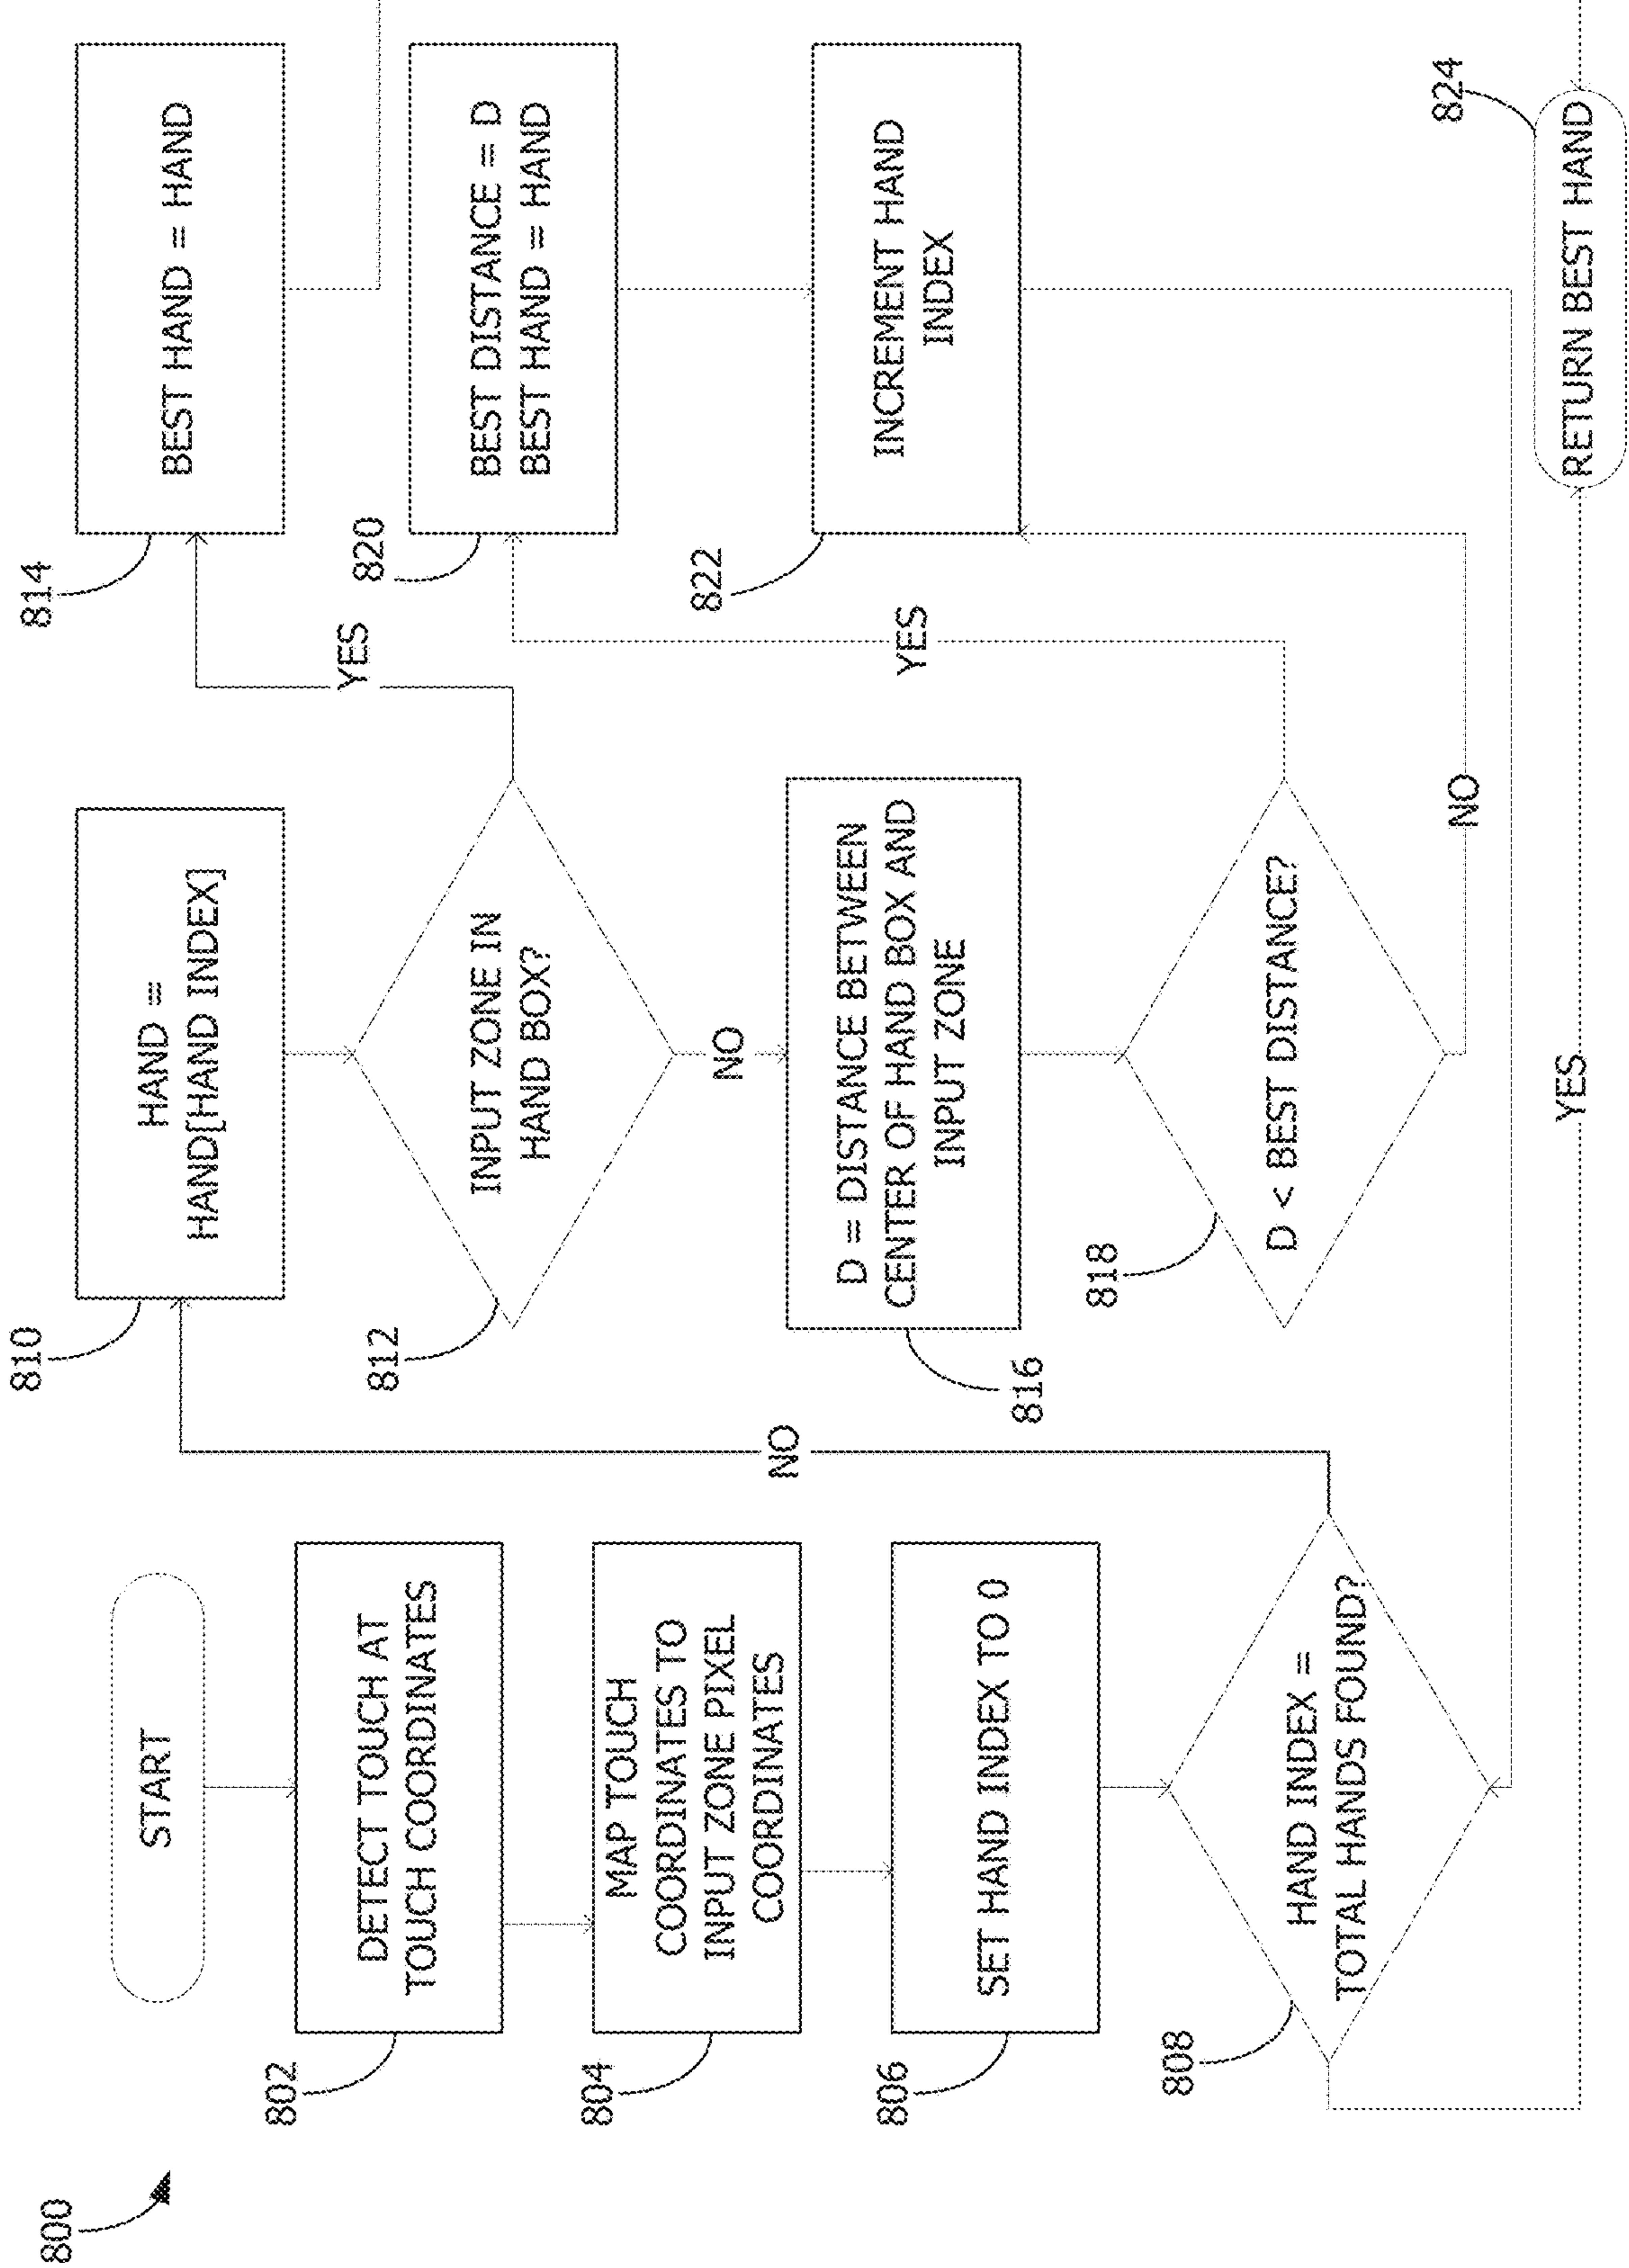 800
START
802
DETECT TOUCH AT
TOUCH COORDINATES
804
MAP TOUCH
COORDINATES TO
INPUT ZONE PIXEL
COORDINATES
806
SET HAND INDEX TO 0
808
HAND INDEX =
TOTAL HANDS FOUND?
NO
YES
810
HAND =
HAND[HAND INDEX]
812
INPUT ZONE IN
HAND BOX?
YES
NO
814
BEST HAND = HAND
816
D = DISTANCE BETWEEN
CENTER OF HAND BOX AND
INPUT ZONE
818
D < BEST DISTANCE?
YES
NO
820
BEST DISTANCE = D
BEST HAND = HAND
822
INCREMENT HAND
INDEX
824
RETURN BEST HAND